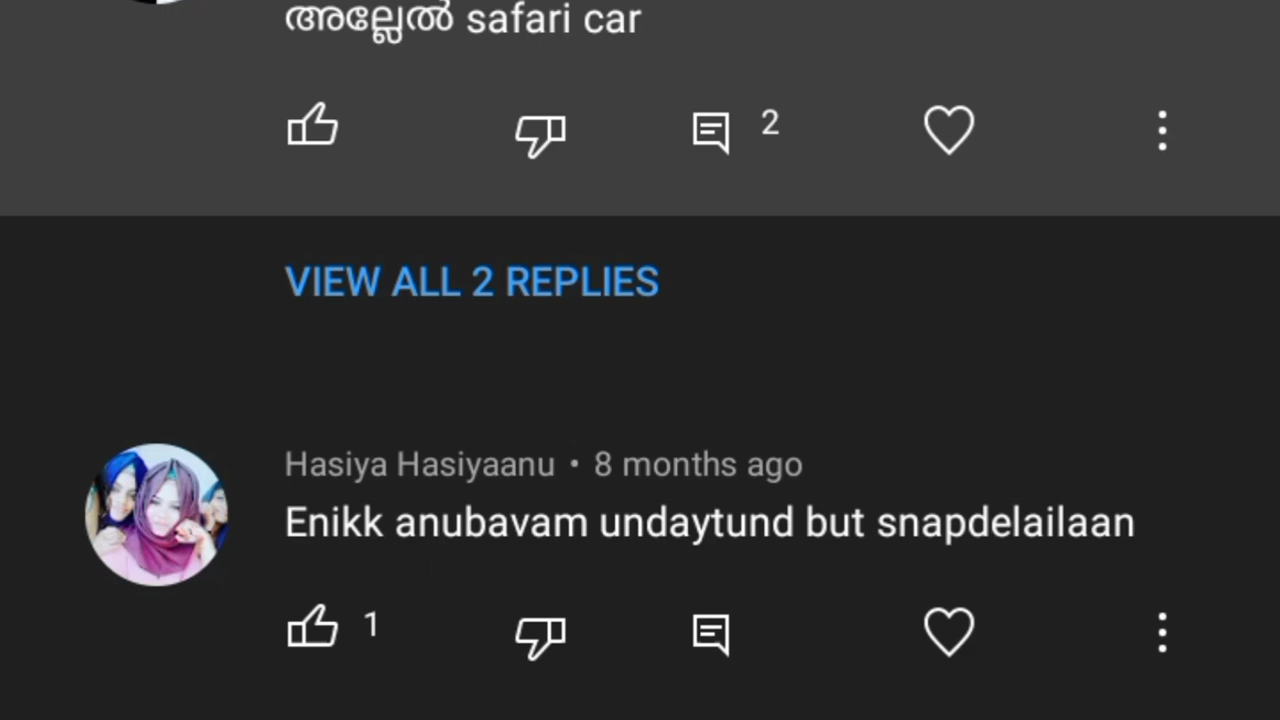 അല്ലേൽ safari car
2
VIEW ALL 2 REPLIES
Hasiya Hasiyaanu • 8 months ago
Enikk anubavam undaytund but snapdelailaan
1